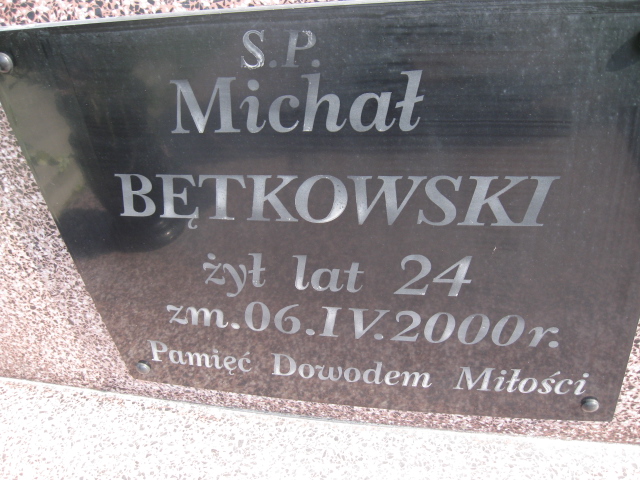 S.P.
Michał
BĘTKOWSKI
żył lat 24
zm.06.IV.2000r.
Pamięć Dowodem Miłości